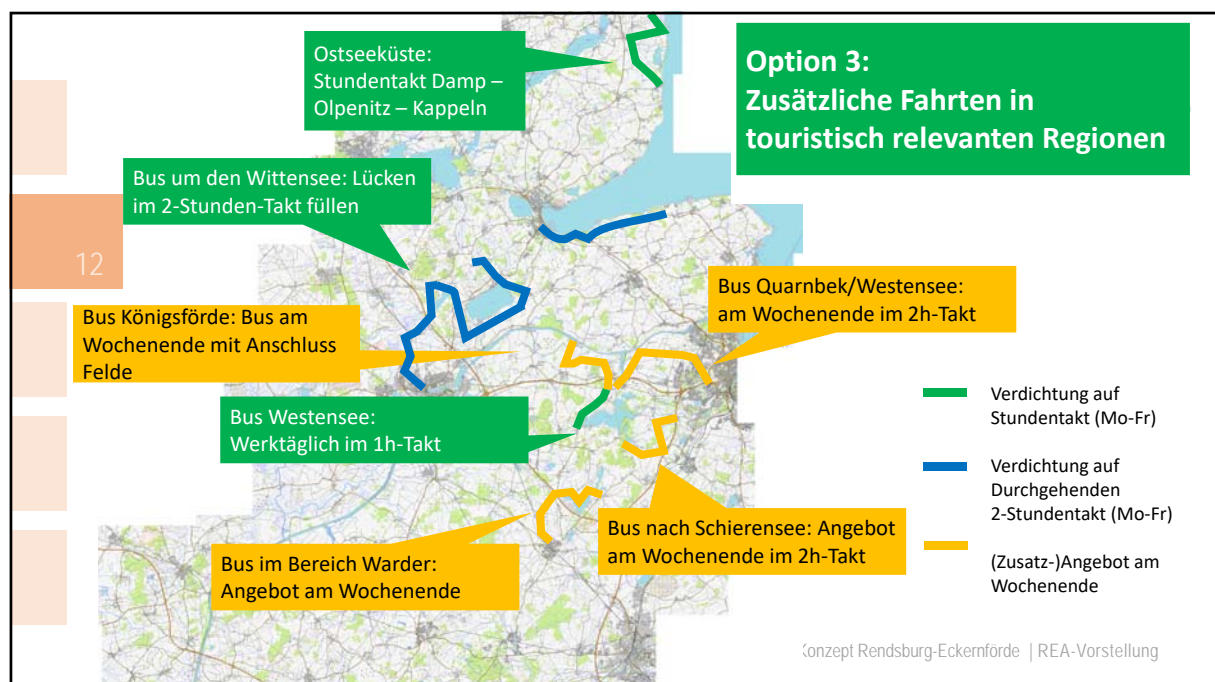 Ostseeküste:
Stundentakt Damp –
Olpenitz – Kappeln
Option 3:
Zusätzliche Fahrten in
touristisch relevanten Regionen
Bus um den Wittensee: Lücken
im 2-Stunden-Takt füllen
12
Bus Quarnbek/Westensee:
am Wochenende im 2h-Takt
Bus Königsförde: Bus am
Wochenende mit Anschluss
Felde
Bus Westensee:
Werktäglich im 1h-Takt
Verdichtung auf
Stundentakt (Mo-Fr)
Verdichtung auf
Durchgehenden
2-Stundentakt (Mo-Fr)
Bus nach Schierensee: Angebot
am Wochenende im 2h-Takt
Bus im Bereich Warder:
Angebot am Wochenende
(Zusatz-)Angebot am
Wochenende
Konzept Rendsburg-Eckernförde | REA-Vorstellung